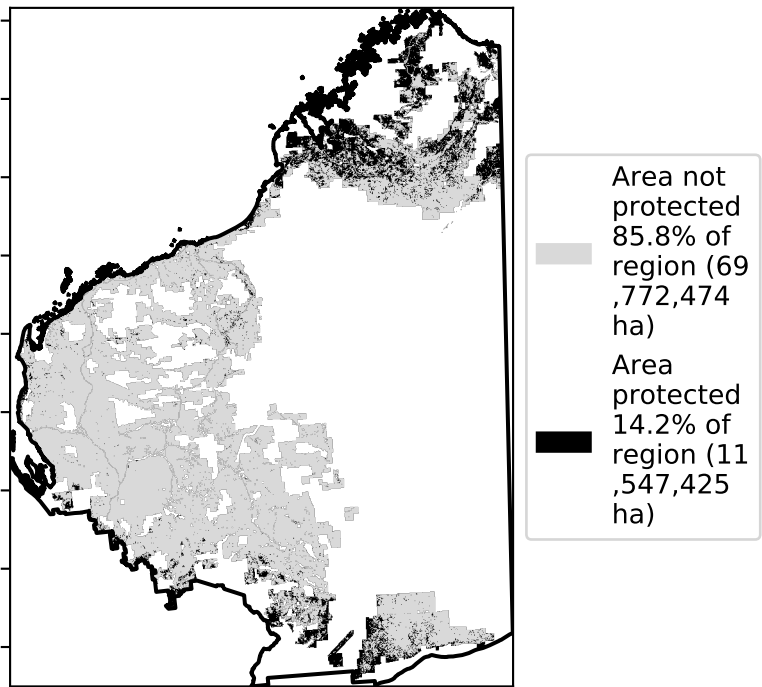 Area not
protected
85.8% of
region (69
,772,474
ha)
Area
protected
14.2% of
region (11
,547,425
ha)